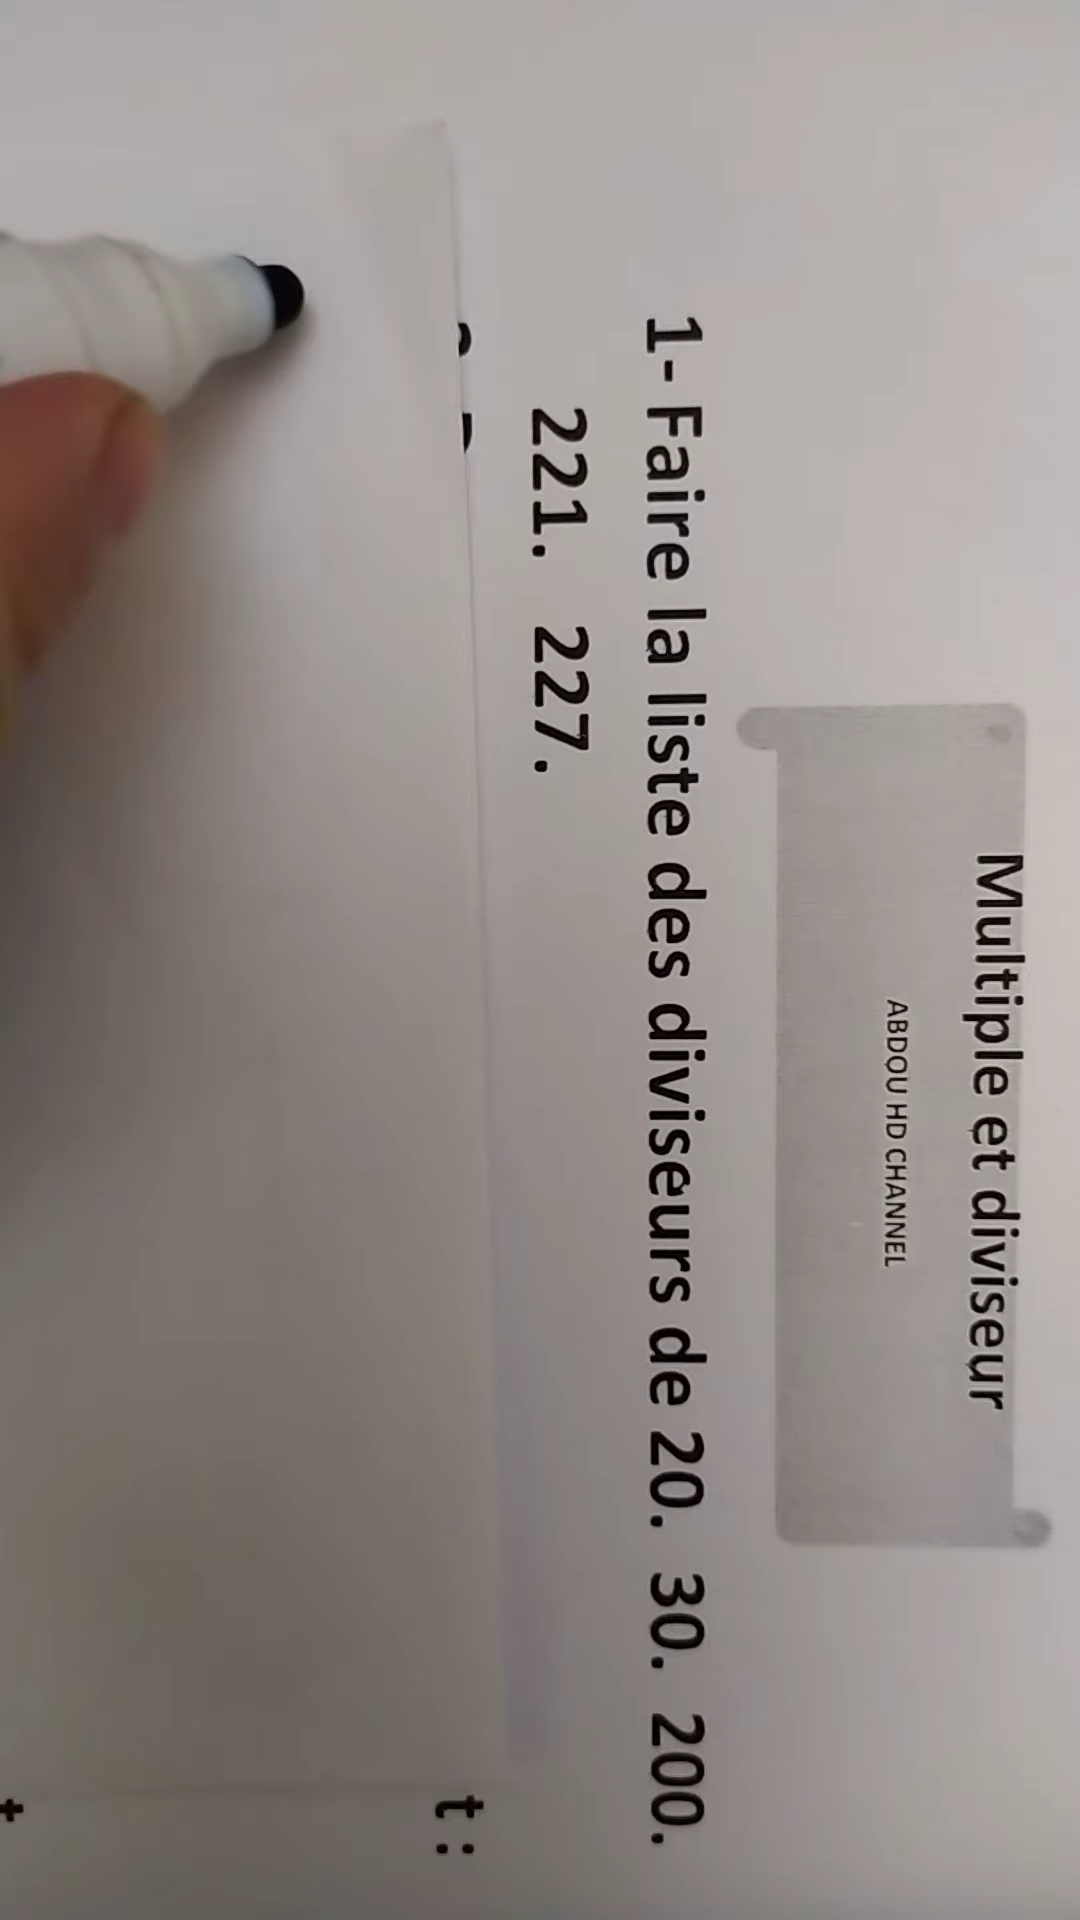 Multiple et diviseur
ABDOU HD CHANNEL
1- Faire la liste des diviseurs de 20. 30. 200.
221. 227.
t :
t